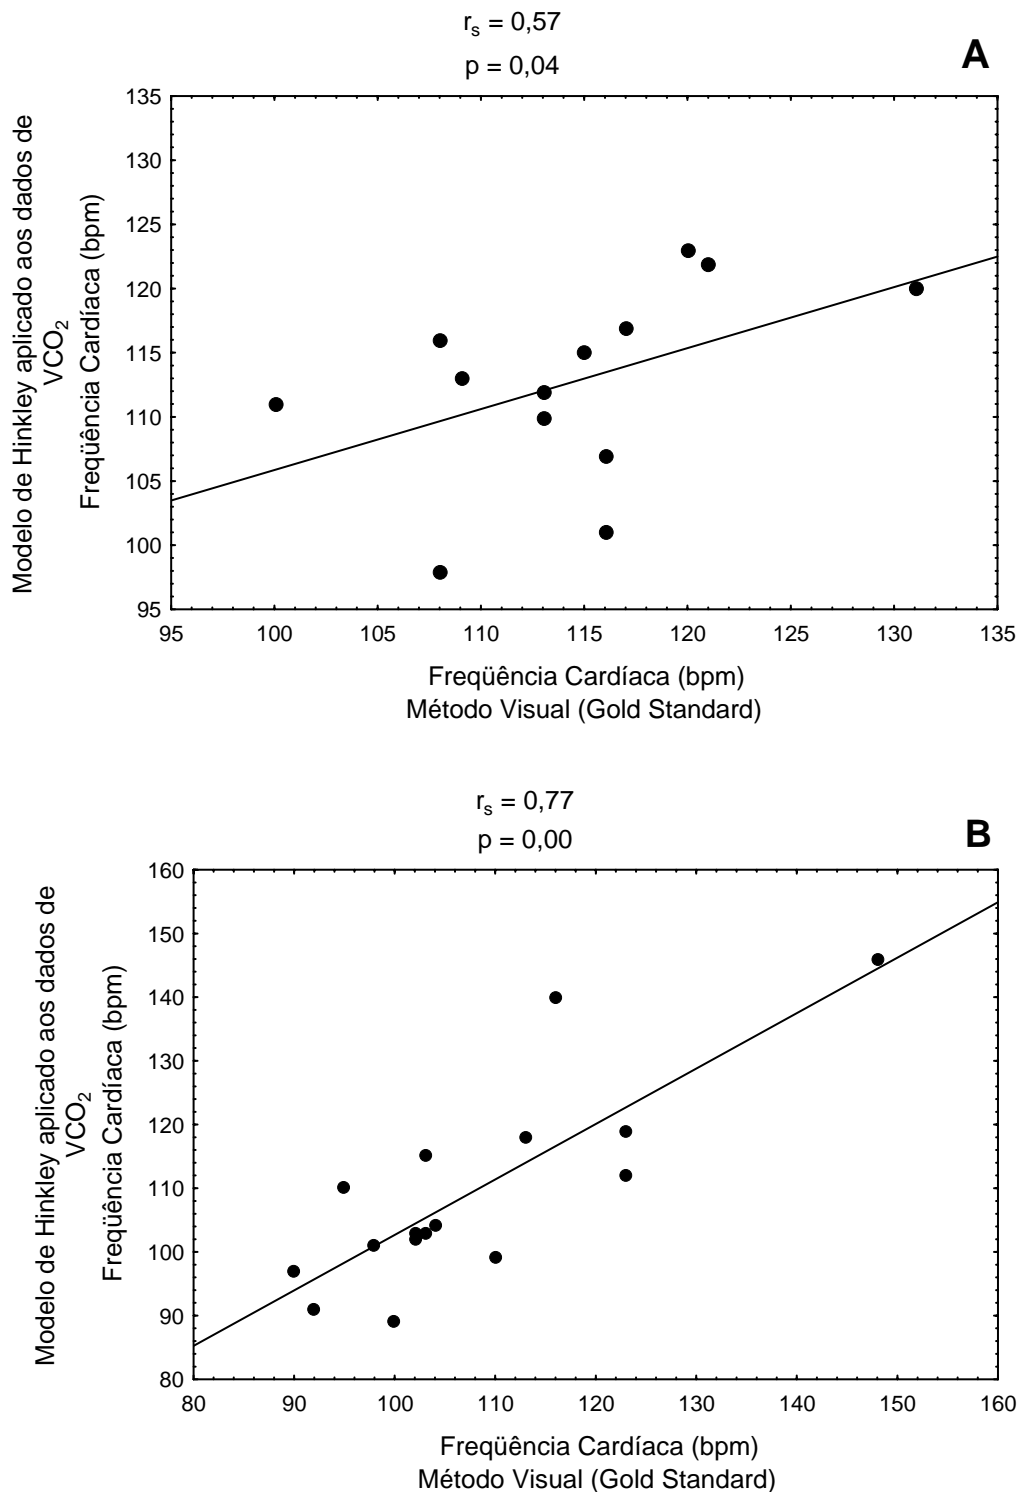 r_s = 0,57
p = 0,04
A
Modelo de Hinkley aplicado aos dados de
VCO₂
Freqüência Cardíaca (bpm)
135
130
125
120
115
110
105
100
95
95 100 105 110 115 120 125 130 135
Freqüência Cardíaca (bpm)
Método Visual (Gold Standard)
r_s = 0,77
p = 0,00
B
Modelo de Hinkley aplicado aos dados de
VCO₂
Freqüência Cardíaca (bpm)
160
150
140
130
120
110
100
90
80
80 90 100 110 120 130 140 150 160
Freqüência Cardíaca (bpm)
Método Visual (Gold Standard)